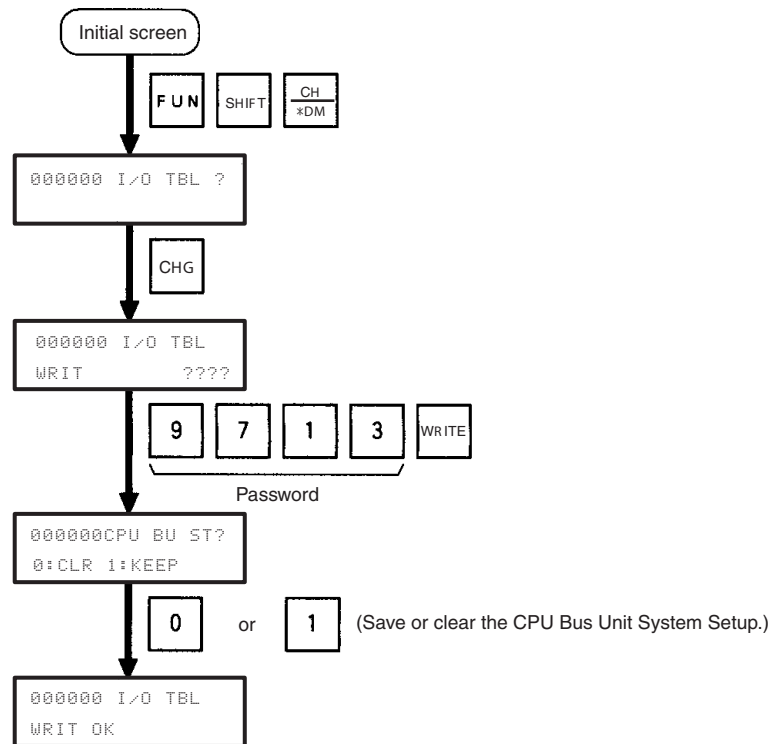 Initial screen
FUN SHIFT CH
*DM
000000 I/O TBL ?
CHG
000000 I/O TBL
WRIT ????
9 7 1 3 WRITE
Password
000000CPU BU ST?
0:CLR 1:KEEP
0 or 1 (Save or clear the CPU Bus Unit System Setup.)
000000 I/O TBL
WRIT OK